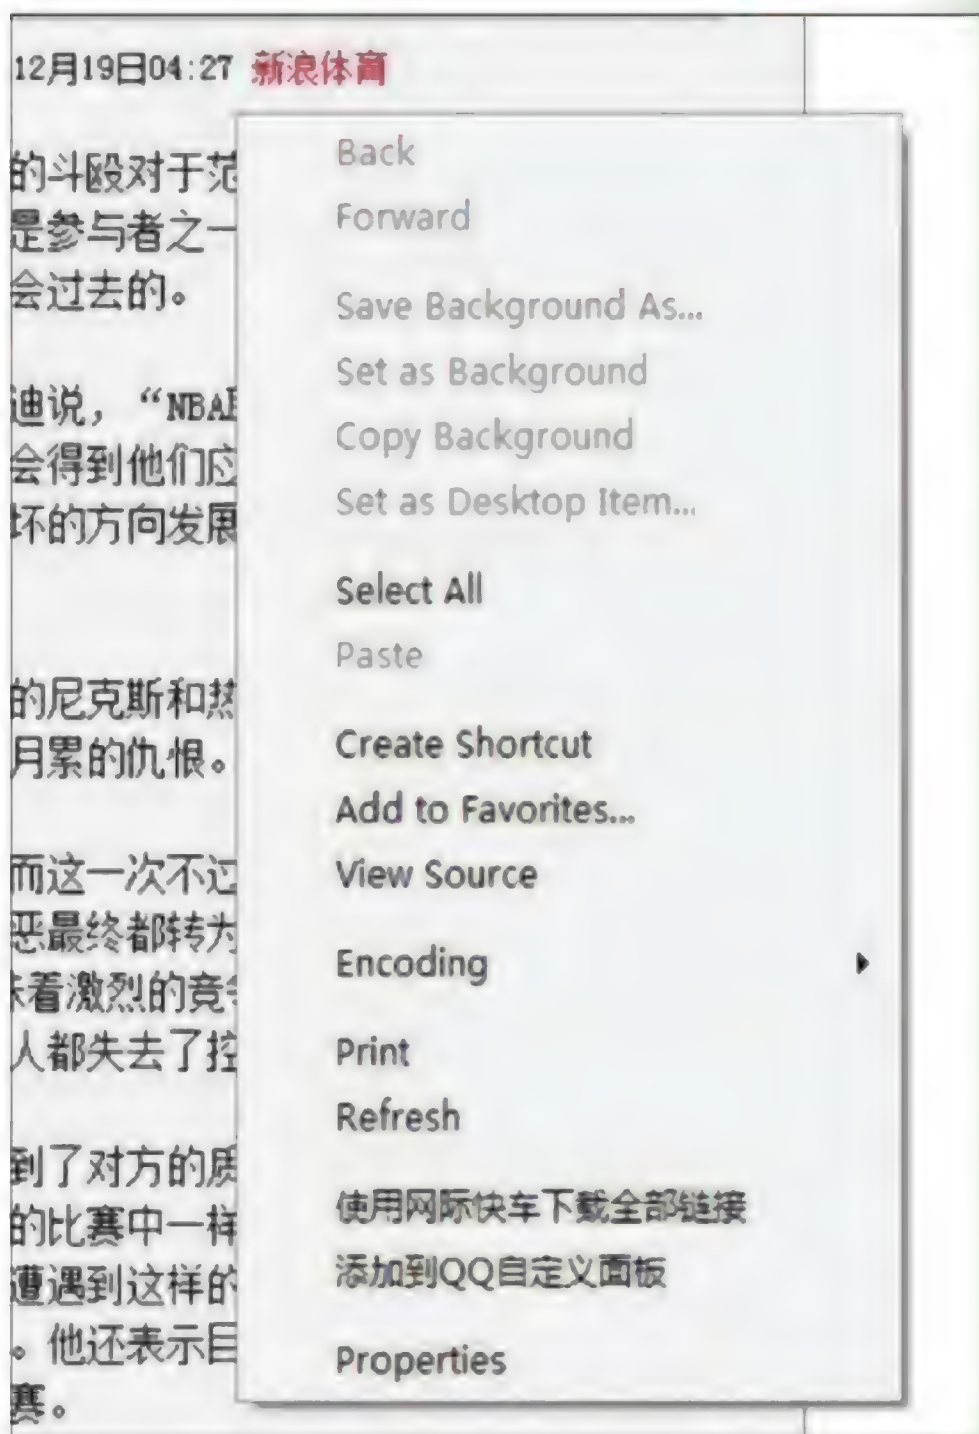 12月19日04:27 新浪体育
的斗殴对于范
是参与者之一
会过去的。
迪说，“NBA
会得到他们应
坏的方向发展
的尼克斯和热
月累的仇恨。
而这一次不过
恶最终都转为
着激烈的竞争
人都失去了控
到了对方的质
的比赛中一样
遭遇到这样的
。他还表示目
赛。
Back
Forward
Save Background As...
Set as Background
Copy Background
Set as Desktop Item...
Select All
Paste
Create Shortcut
Add to Favorites...
View Source
Encoding
Print
Refresh
使用网际快车下载全部链接
添加到QQ自定义面板
Properties